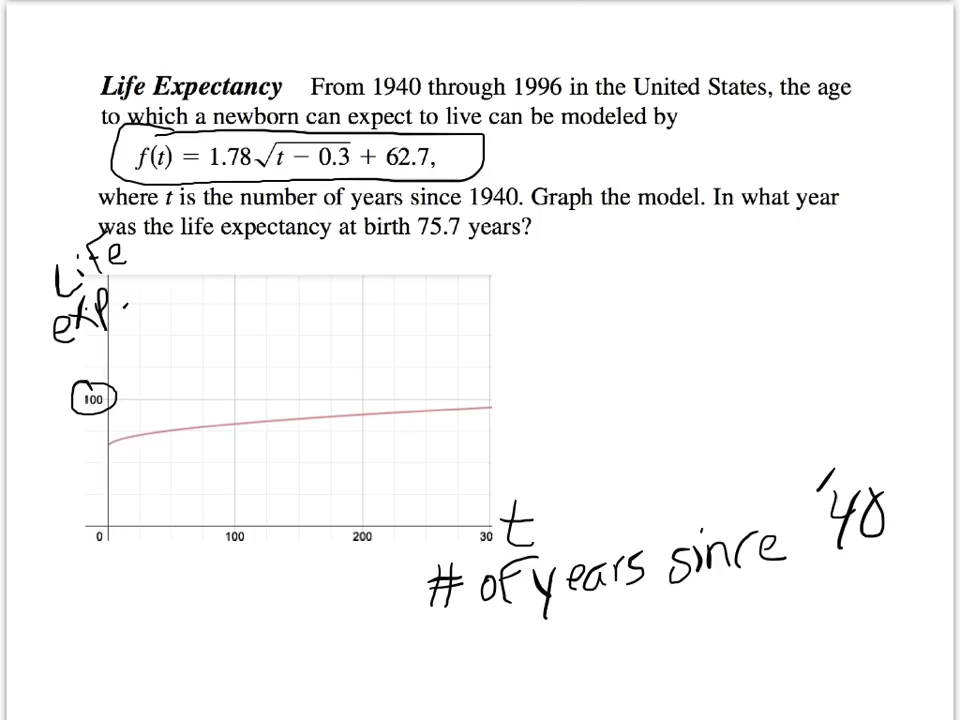 Life Expectancy From 1940 through 1996 in the United States, the age
to which a newborn can expect to live can be modeled by
f(t) = 1.78√(t − 0.3) + 62.7,
where t is the number of years since 1940. Graph the model. In what year
was the life expectancy at birth 75.7 years?
Life
exp.
100
0 100 200 30
t
# of years since '40